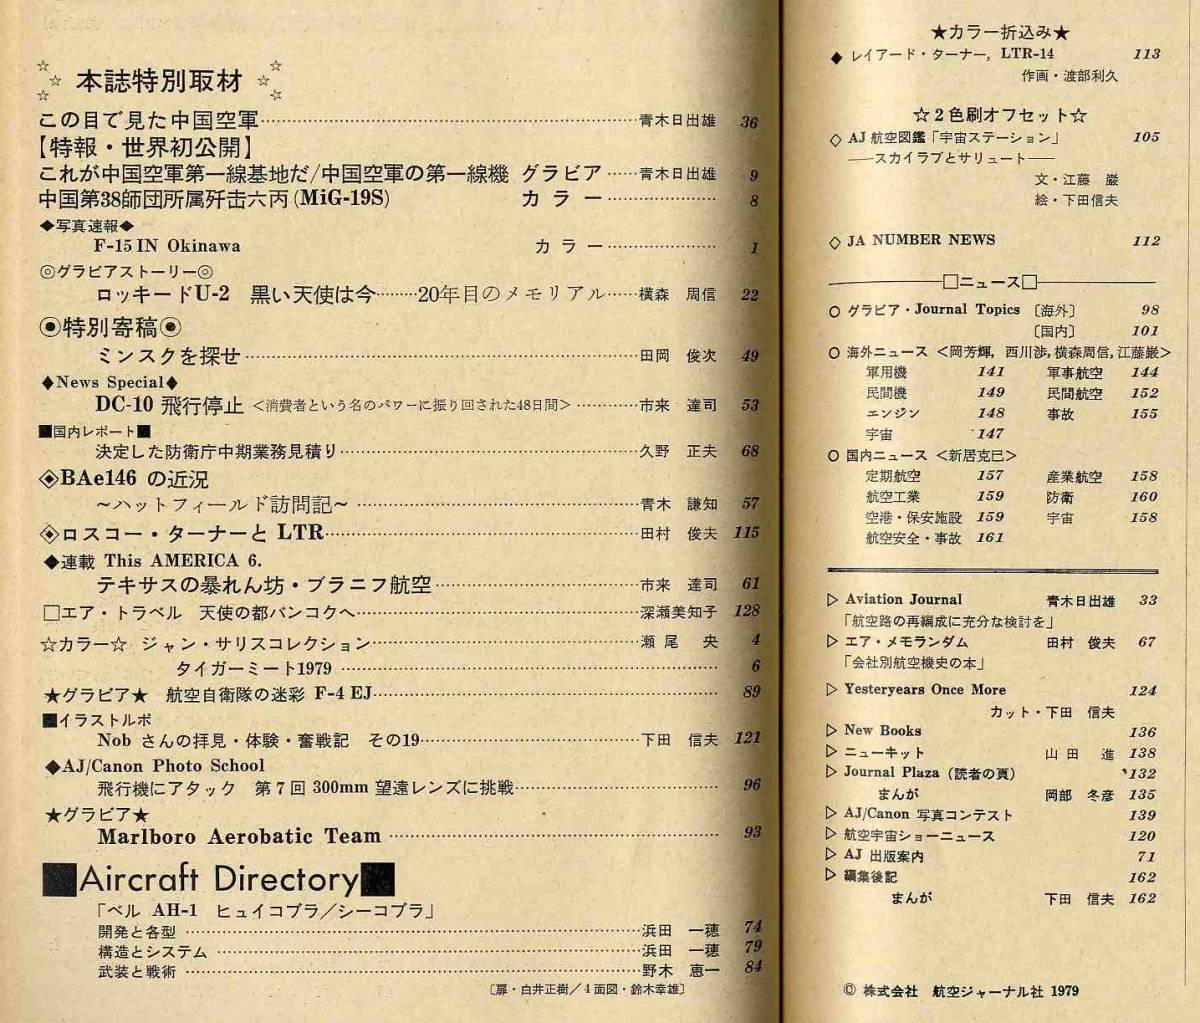 ☆☆☆ 本誌特別取材 ☆☆☆
この目で見た中国空軍……青木日出雄 36
【特報・世界初公開】
これが中国空軍第一線基地だ/中国空軍の第一線機 グラビア……青木日出雄 9
中国第38師団所属歼击六丙(MiG-19S) カラー…… 8
◆写真速報◆
F-15 IN Okinawa カラー…… 1
◎グラビアストーリー◎
ロッキードU-2 黒い天使は今……20年目のメモリアル……横森 周信 22
◉特別寄稿◉
ミンスクを探せ……田岡 俊次 49
◆News Special◆
DC-10 飛行停止 <消費者という名のパワーに振り回された48日間>……市来 達司 53
■国内レポート■
決定した防衛庁中期業務見積り……久野 正夫 68
◈BAe146 の近況
～ハットフィールド訪問記～……青木 謙知 57
◈ロスコー・ターナーと LTR……田村 俊夫 115
◆連載 This AMERICA 6.
テキサスの暴れん坊・ブラニフ航空……市来 達司 61
□エア・トラベル 天使の都バンコクへ……深瀬美知子 128
☆カラー☆ ジャン・サリスコレクション……瀬尾 央 4
タイガーミート1979…… 6
★グラビア★ 航空自衛隊の迷彩 F-4 EJ…… 89
■イラストルポ
Nob さんの拝見・体験・奮戦記 その19……下田 信夫 121
◆AJ/Canon Photo School
飛行機にアタック 第7回 300mm 望遠レンズに挑戦…… 96
★グラビア★
Marlboro Aerobatic Team…… 93
■Aircraft Directory■
「ベル AH-1 ヒュイコブラ/シーコブラ」
開発と各型……浜田 一穂 74
構造とシステム……浜田 一穂 79
武装と戦術……野木 恵一 84
〔扉・白井正樹/4面図・鈴木幸雄〕
★カラー折込み★
◆ レイアード・ターナー, LTR-14 113
作画・渡部利久
☆2色刷オフセット☆
◇ AJ 航空図鑑「宇宙ステーション」 105
──スカイラブとサリュート──
文・江藤 巌
絵・下田信夫
◇ JA NUMBER NEWS 112
□ニュース□
○ グラビア・Journal Topics〔海外〕 98
〔国内〕 101
○ 海外ニュース <岡芳輝, 西川渉, 横森周信, 江藤巌>
軍用機 141 軍事航空 144
民間機 149 民間航空 152
エンジン 148 事故 155
宇宙 147
○ 国内ニュース <新居克巳>
定期航空 157 産業航空 158
航空工業 159 防衛 160
空港・保安施設 159 宇宙 158
航空安全・事故 161
▷ Aviation Journal 青木日出雄 33
「航空路の再編成に充分な検討を」
▷ エア・メモランダム 田村 俊夫 67
「会社別航空機史の本」
▷ Yesteryears Once More 124
カット・下田 信夫
▷ New Books 136
▷ ニューキット 山田 進 138
▷ Journal Plaza (読者の頁) 132
まんが 岡部 冬彦 135
▷ AJ/Canon 写真コンテスト 139
▷ 航空宇宙ショーニュース 120
▷ AJ 出版案内 71
▷ 編集後記 162
まんが 下田 信夫 162
© 株式会社 航空ジャーナル社 1979